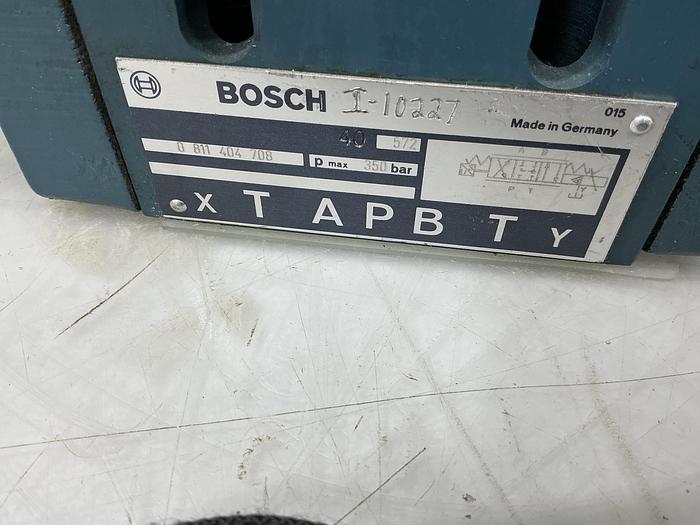 BOSCH I-10227
015
Made in Germany
40 572
0 811 404 708
p max 350 bar
A B
P T
Y
X T A P B T Y